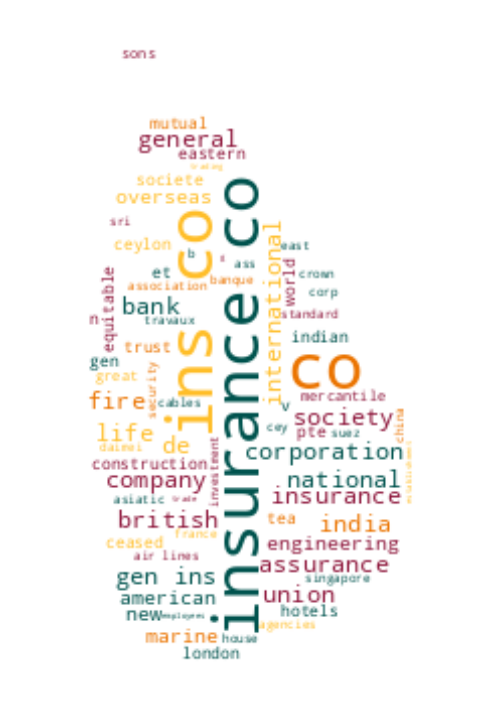 sons
mutual
general
eastern
trading
societe
overseas
insurance co
ins co
sri
international
ceylon
b
s
east
ass
et
world
crown
association
banque
equitable
corp
bank
standard
n
travaux
indian
trust
gen
co
great
security
fire
mercantile
cables
v
society
china
life
cey
pte
suez
daimei
de
corporation
construction
investment
establishment
company
national
asiatic
trade
insurance
british
tea
india
france
ceased
engineering
air lines
assurance
gen ins
singapore
american
union
new
employees
hotels
agencies
marine
house
london